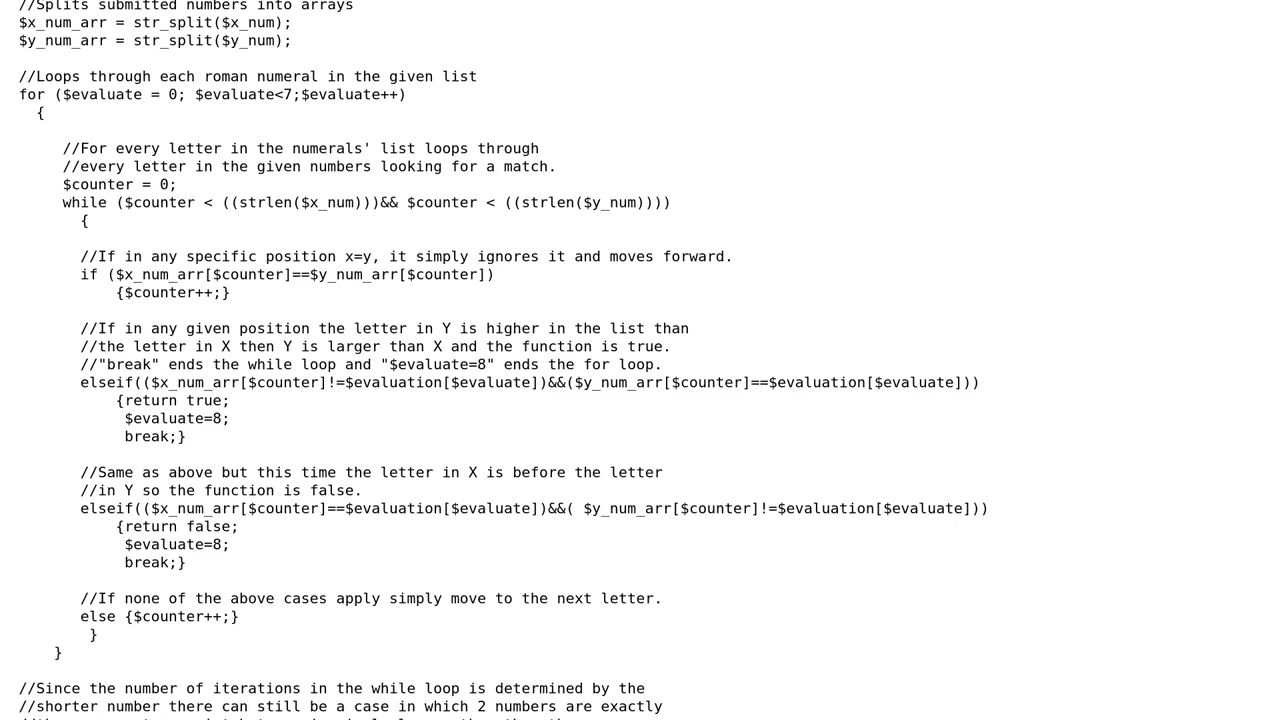 //Splits submitted numbers into arrays
$x_num_arr = str_split($x_num);
$y_num_arr = str_split($y_num);
//Loops through each roman numeral in the given list
for ($evaluate = 0; $evaluate<7;$evaluate++)
{
//For every letter in the numerals' list loops through
//every letter in the given numbers looking for a match.
$counter = 0;
while ($counter < ((strlen($x_num)))&& $counter < ((strlen($y_num))))
{
//If in any specific position x=y, it simply ignores it and moves forward.
if ($x_num_arr[$counter]==$y_num_arr[$counter])
{$counter++;}
//If in any given position the letter in Y is higher in the list than
//the letter in X then Y is larger than X and the function is true.
//"break" ends the while loop and "$evaluate=8" ends the for loop.
elseif(($x_num_arr[$counter]!=$evaluation[$evaluate])&&($y_num_arr[$counter]==$evaluation[$evaluate]))
{return true;
$evaluate=8;
break;}
//Same as above but this time the letter in X is before the letter
//in Y so the function is false.
elseif(($x_num_arr[$counter]==$evaluation[$evaluate])&&( $y_num_arr[$counter]!=$evaluation[$evaluate]))
{return false;
$evaluate=8;
break;}
//If none of the above cases apply simply move to the next letter.
else {$counter++;}
}
}
//Since the number of iterations in the while loop is determined by the
//shorter number there can still be a case in which 2 numbers are exactly